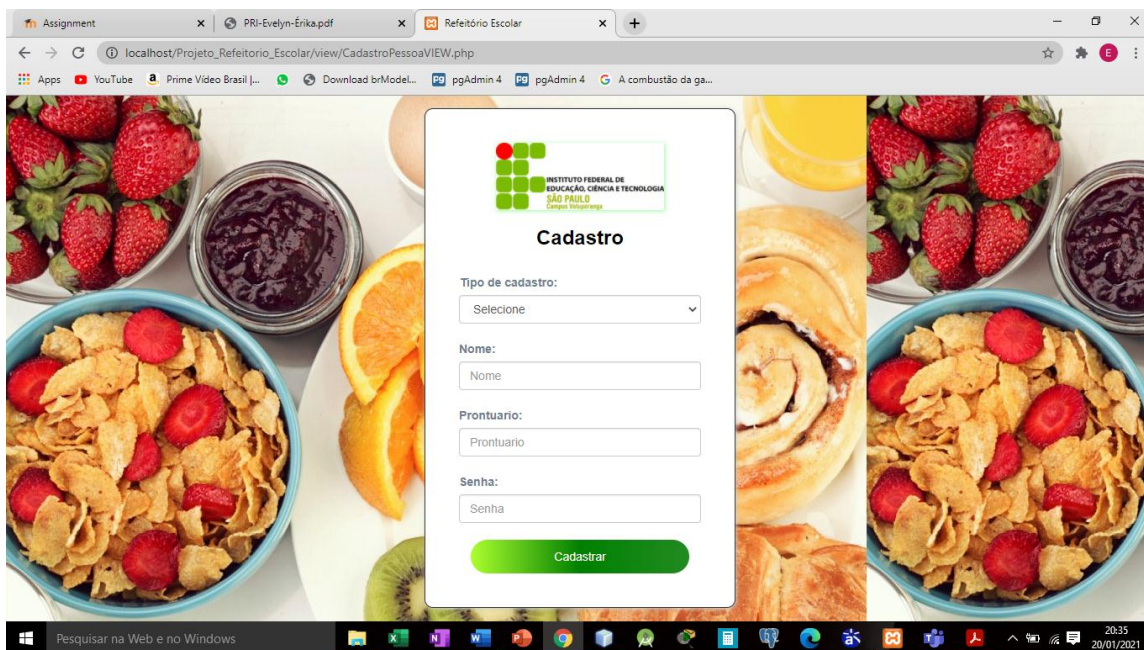 Assignment
PRI-Evelyn-Érika.pdf
Refeitório Escolar
localhost/Projeto_Refeitorio_Escolar/view/CadastroPessoaVIEW.php
E
Apps
YouTube
Prime Vídeo Brasil |...
Download brModel...
pgAdmin 4
pgAdmin 4
A combustão da ga...
INSTITUTO FEDERAL DE
EDUCAÇÃO, CIÊNCIA E TECNOLOGIA
SÃO PAULO
Campus Votuporanga
Cadastro
Tipo de cadastro:
Selecione
Nome:
Nome
Prontuario:
Prontuario
Senha:
Senha
Cadastrar
Pesquisar na Web e no Windows
20:35
20/01/2021